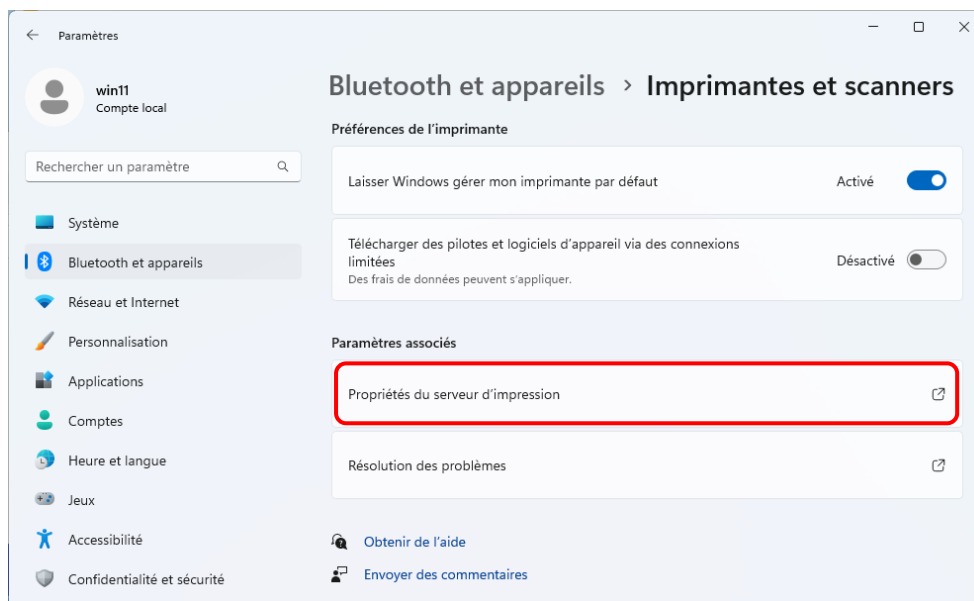 Paramètres
win11
Compte local
Rechercher un paramètre
Système
Bluetooth et appareils
Réseau et Internet
Personnalisation
Applications
Comptes
Heure et langue
Jeux
Accessibilité
Confidentialité et sécurité
Bluetooth et appareils > Imprimantes et scanners
Préférences de l'imprimante
Laisser Windows gérer mon imprimante par défaut
Activé
Télécharger des pilotes et logiciels d'appareil via des connexions
limitées
Des frais de données peuvent s'appliquer.
Désactivé
Paramètres associés
Propriétés du serveur d'impression
Résolution des problèmes
Obtenir de l'aide
Envoyer des commentaires